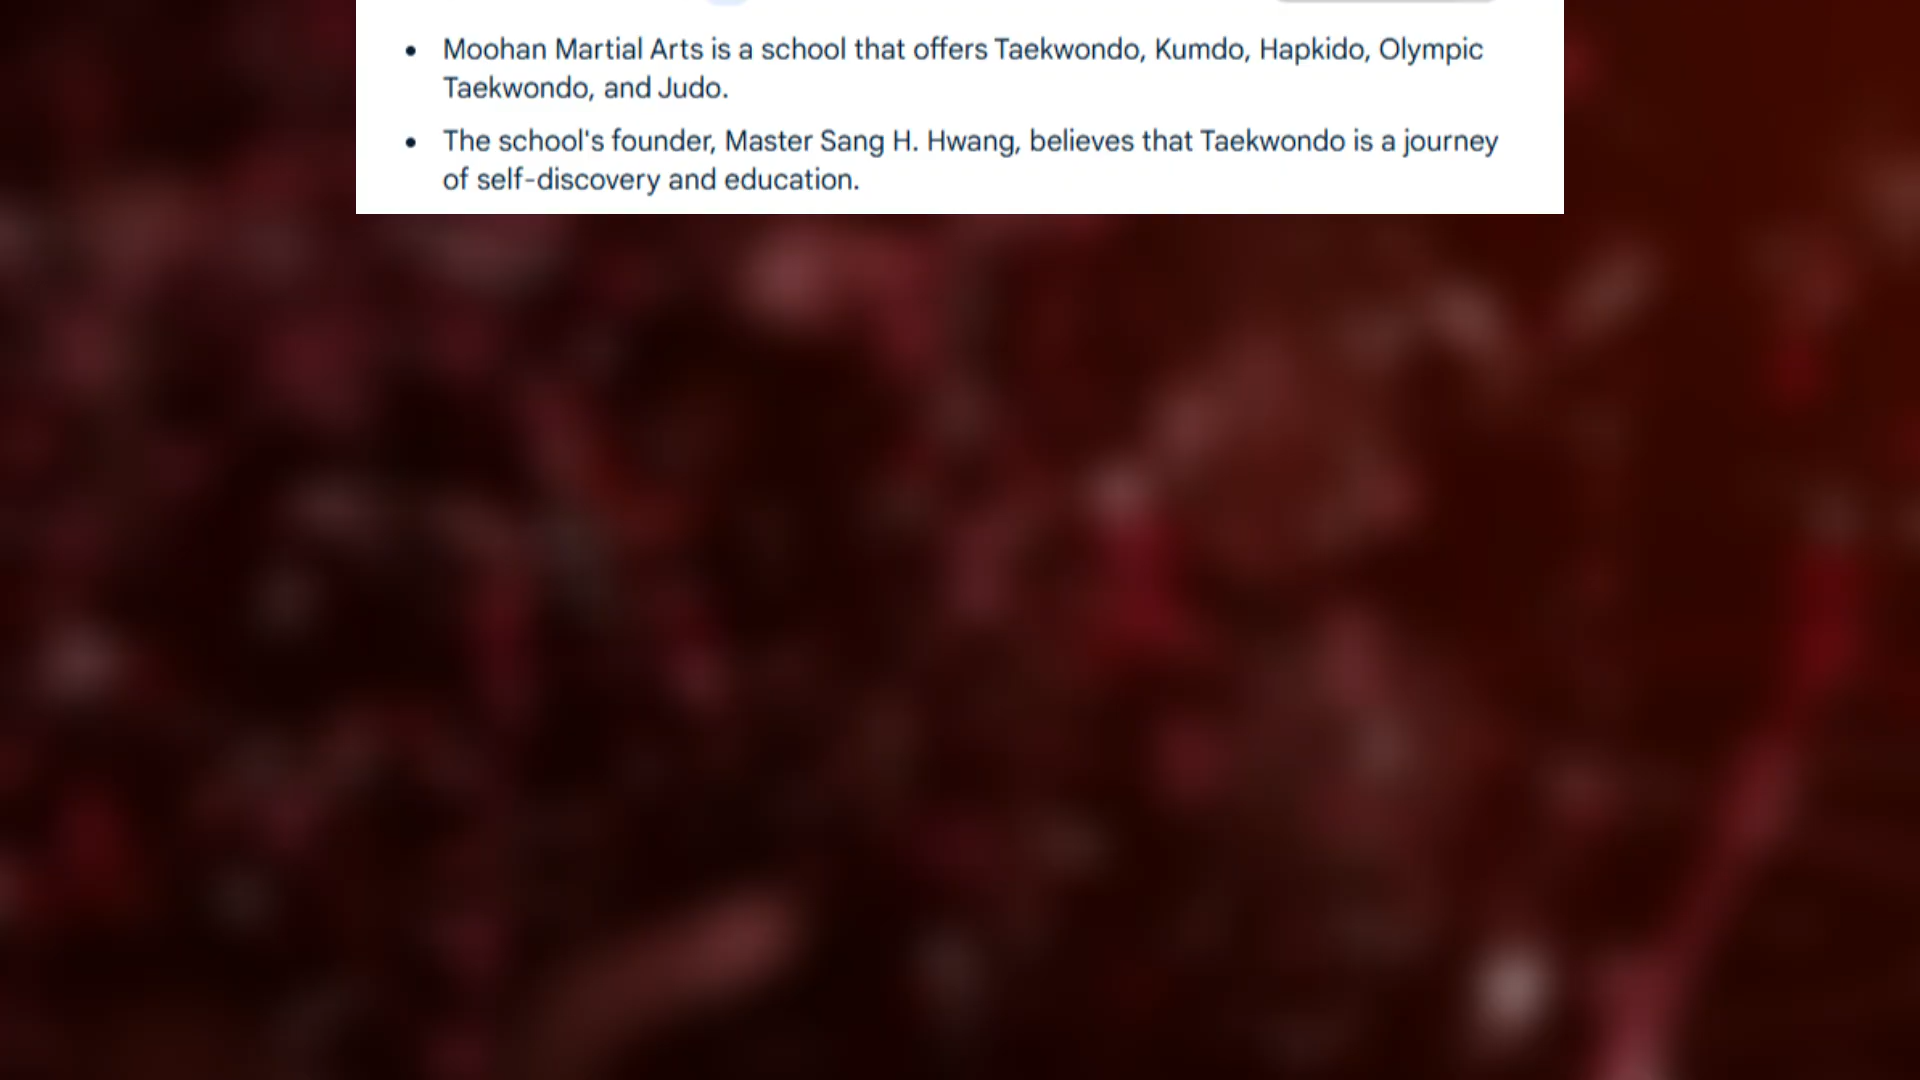 • Moohan Martial Arts is a school that offers Taekwondo, Kumdo, Hapkido, Olympic
Taekwondo, and Judo.
• The school's founder, Master Sang H. Hwang, believes that Taekwondo is a journey
of self-discovery and education.